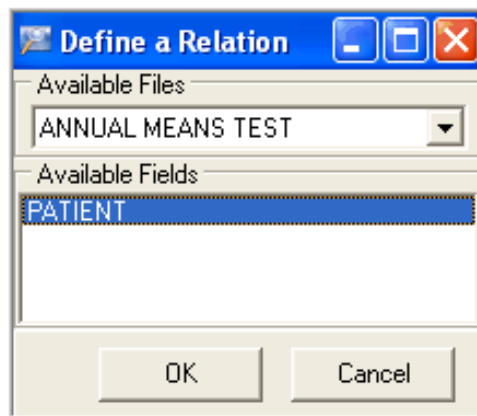 Define a Relation
Available Files
ANNUAL MEANS TEST
Available Fields
PATIENT
OK Cancel